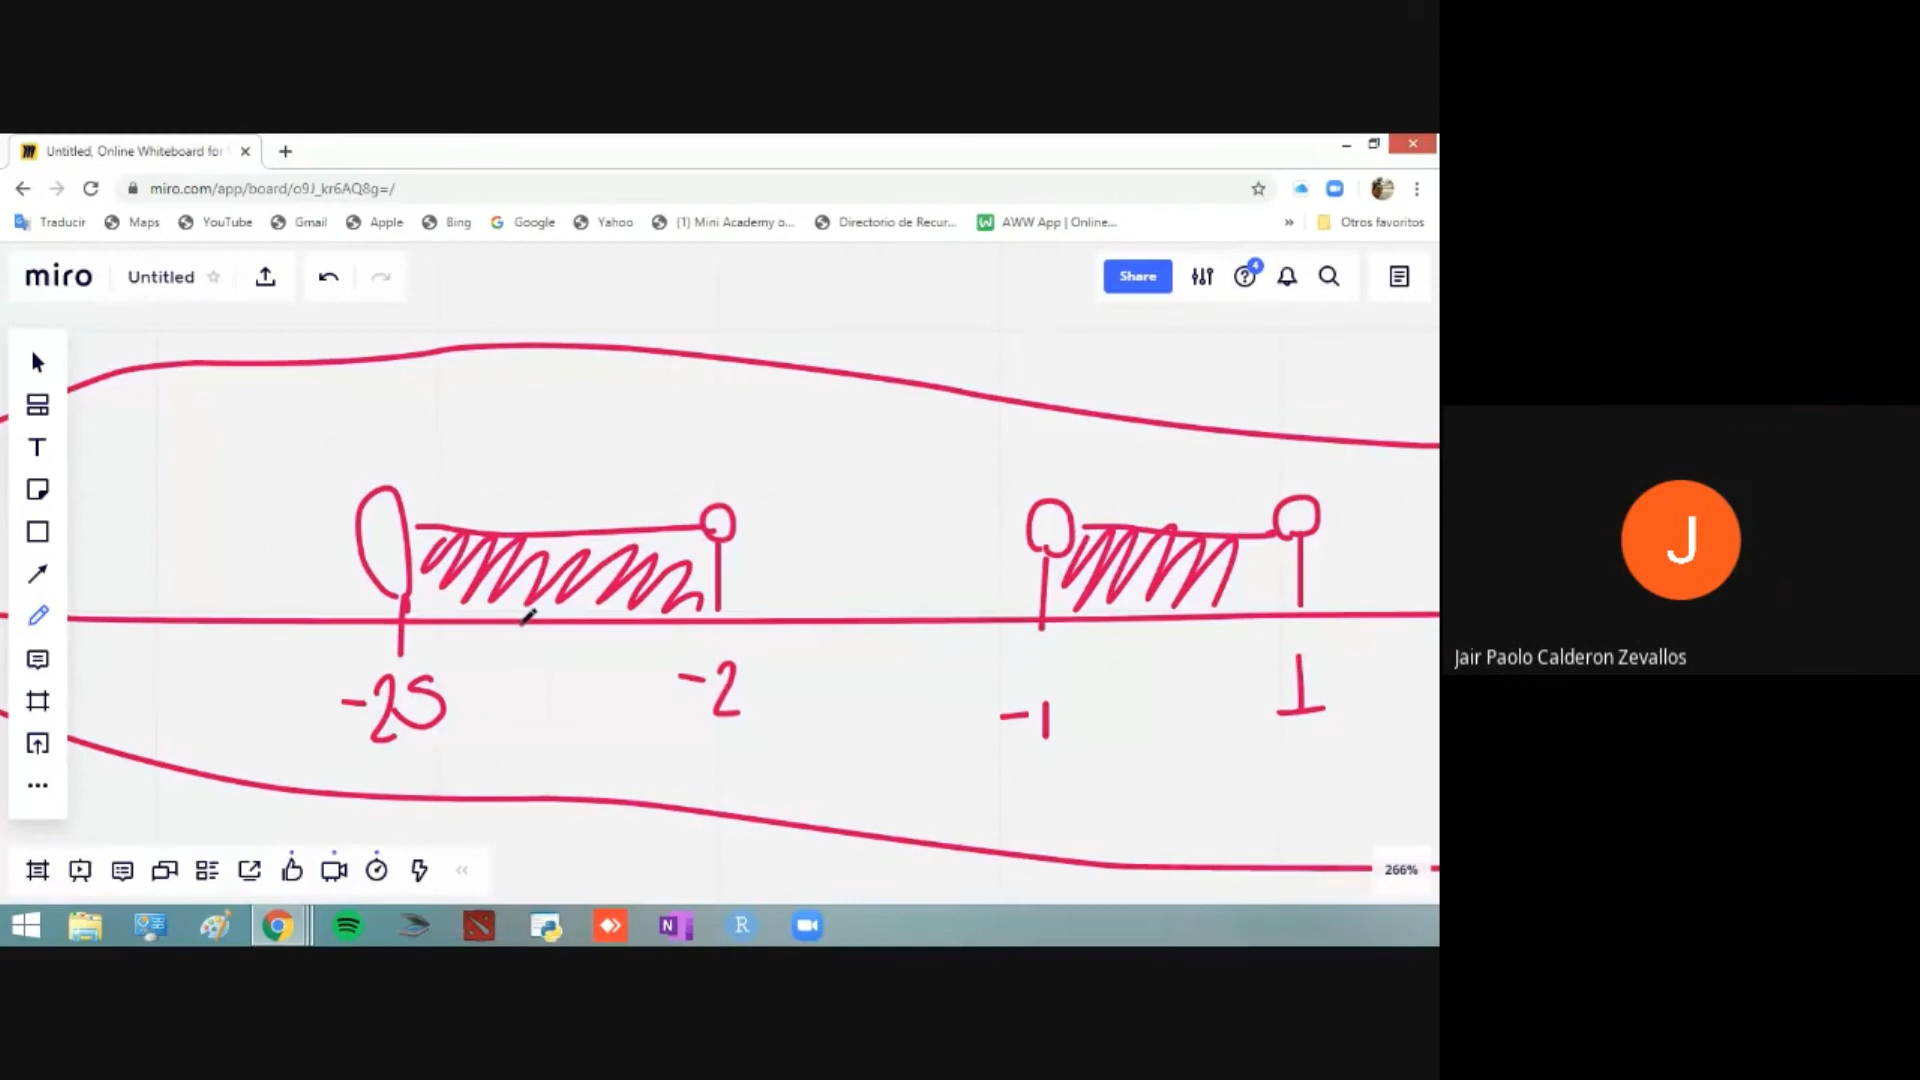 Untitled, Online Whiteboard for
miro.com/app/board/o9J_kr6AQ8g=/
Traducir Maps YouTube Gmail Apple Bing Google Yahoo (1) Mini Academy o... Directorio de Recur... AWW App | Online... » Otros favoritos
miro Untitled Share 4
T
-25 -2 -1 1
266%
N R
J
Jair Paolo Calderon Zevallos